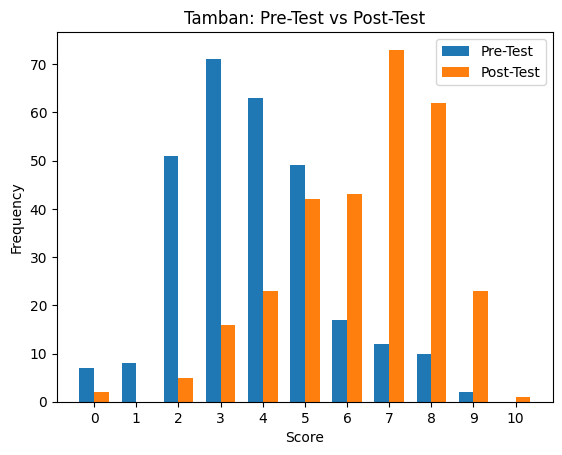 Tamban: Pre-Test vs Post-Test
Pre-Test
Post-Test
Frequency
70
60
50
40
30
20
10
0
0 1 2 3 4 5 6 7 8 9 10
Score